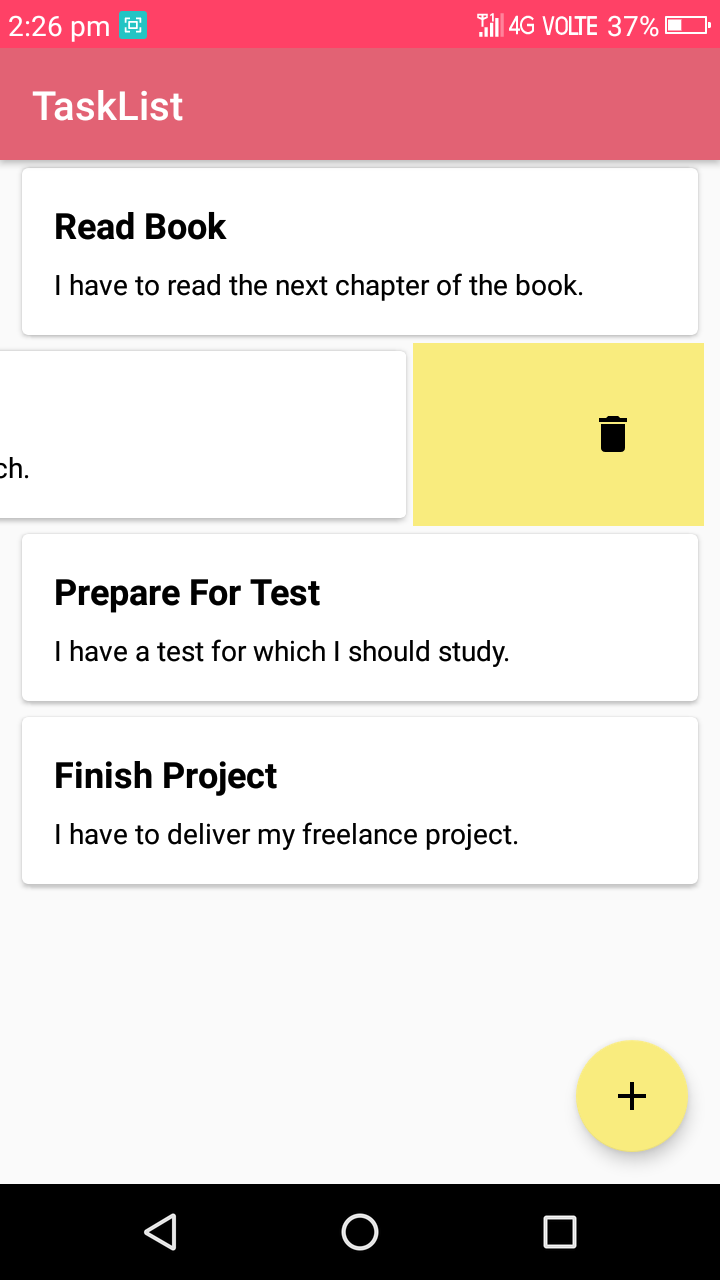 2:26 pm 4G VOLTE 37%
TaskList
Read Book
I have to read the next chapter of the book.
ch.
Prepare For Test
I have a test for which I should study.
Finish Project
I have to deliver my freelance project.